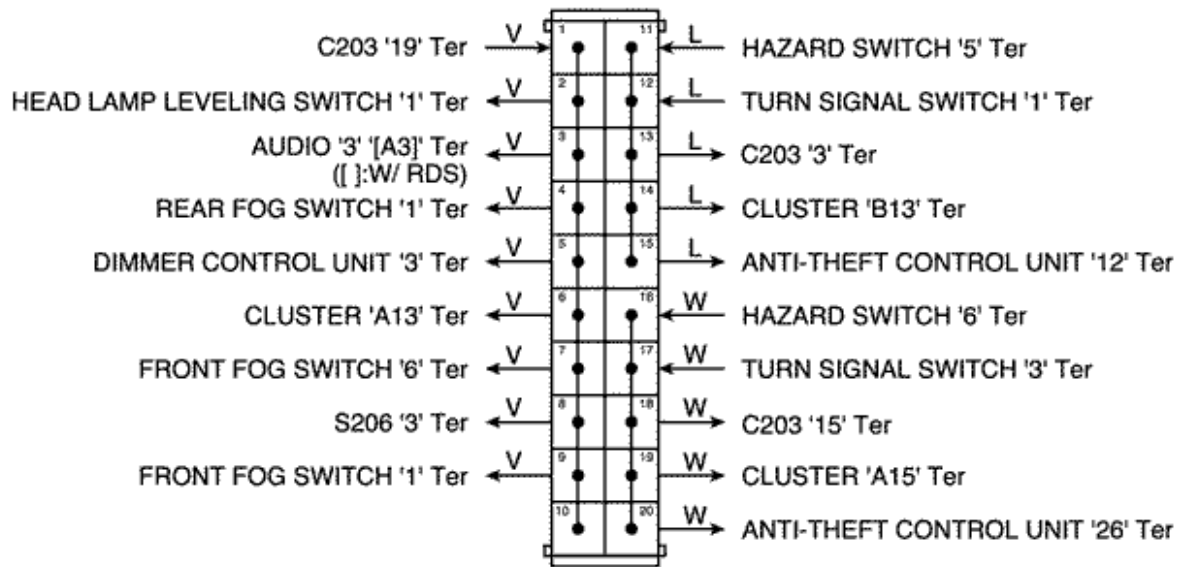 C203 '19' Ter V 1 11 L HAZARD SWITCH '5' Ter
HEAD LAMP LEVELING SWITCH '1' Ter V 2 12 L TURN SIGNAL SWITCH '1' Ter
AUDIO '3' '[A3]' Ter V 3 13 L C203 '3' Ter
([ ]:W/ RDS)
REAR FOG SWITCH '1' Ter V 4 14 L CLUSTER 'B13' Ter
DIMMER CONTROL UNIT '3' Ter V 5 15 L ANTI-THEFT CONTROL UNIT '12' Ter
CLUSTER 'A13' Ter V 6 16 W HAZARD SWITCH '6' Ter
FRONT FOG SWITCH '6' Ter V 7 17 W TURN SIGNAL SWITCH '3' Ter
S206 '3' Ter V 8 18 W C203 '15' Ter
FRONT FOG SWITCH '1' Ter V 9 19 W CLUSTER 'A15' Ter
10 20 W ANTI-THEFT CONTROL UNIT '26' Ter